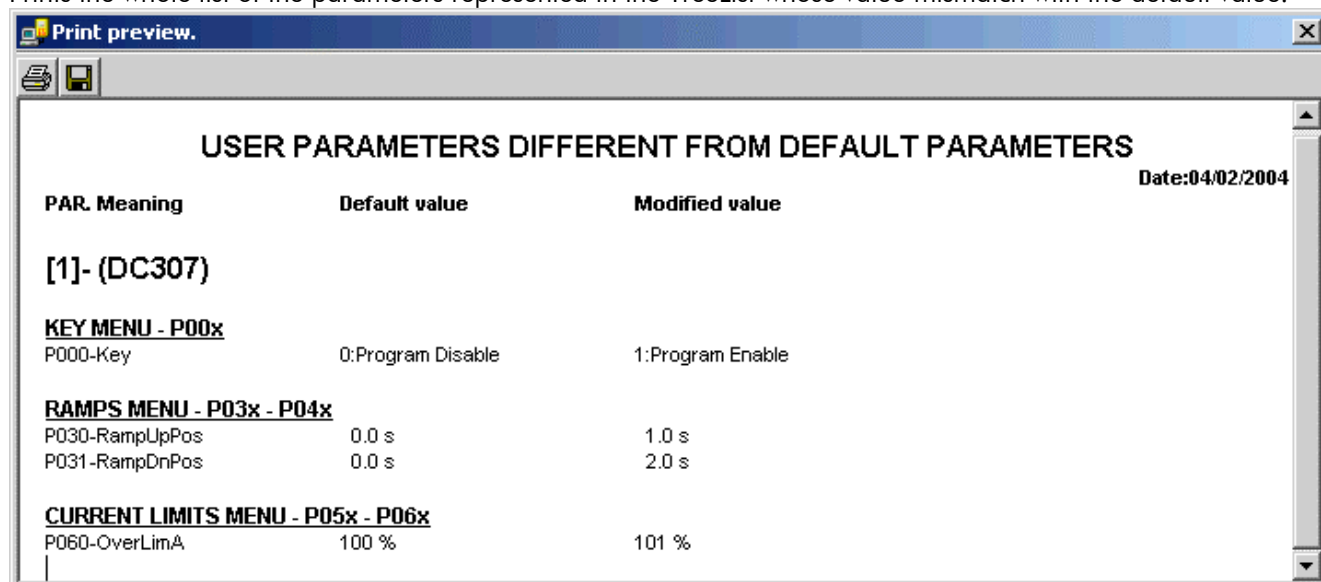 Prints the whole list of the parameters represented in the TreeList whose value mismatch with the default value.
Print preview.
USER PARAMETERS DIFFERENT FROM DEFAULT PARAMETERS
Date:04/02/2004
PAR. Meaning Default value Modified value
[1]- (DC307)
KEY MENU - P00x
P000-Key 0:Program Disable 1:Program Enable
RAMPS MENU - P03x - P04x
P030-RampUpPos 0.0 s 1.0 s
P031-RampDnPos 0.0 s 2.0 s
CURRENT LIMITS MENU - P05x - P06x
P060-OverLimA 100 % 101 %